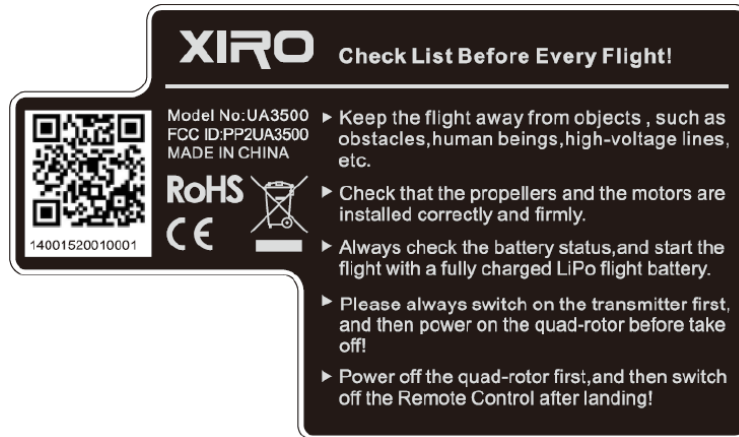 XIRO
Check List Before Every Flight!
Model No:UA3500
FCC ID:PP2UA3500
MADE IN CHINA
RoHS
CE
14001520010001
Keep the flight away from objects , such as
obstacles,human beings,high-voltage lines,
etc.
Check that the propellers and the motors are
installed correctly and firmly.
Always check the battery status,and start the
flight with a fully charged LiPo flight battery.
Please always switch on the transmitter first,
and then power on the quad-rotor before take
off!
Power off the quad-rotor first,and then switch
off the Remote Control after landing!